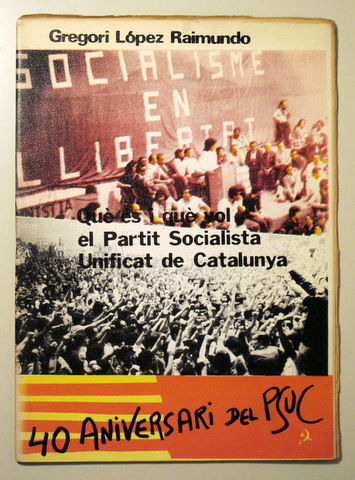 Gregori López Raimundo
SOCIALISME
EN
LLIBERTAT
Què és i què vol
el Partit Socialista
Unificat de Catalunya
40 ANIVERSARI DEL PSUC